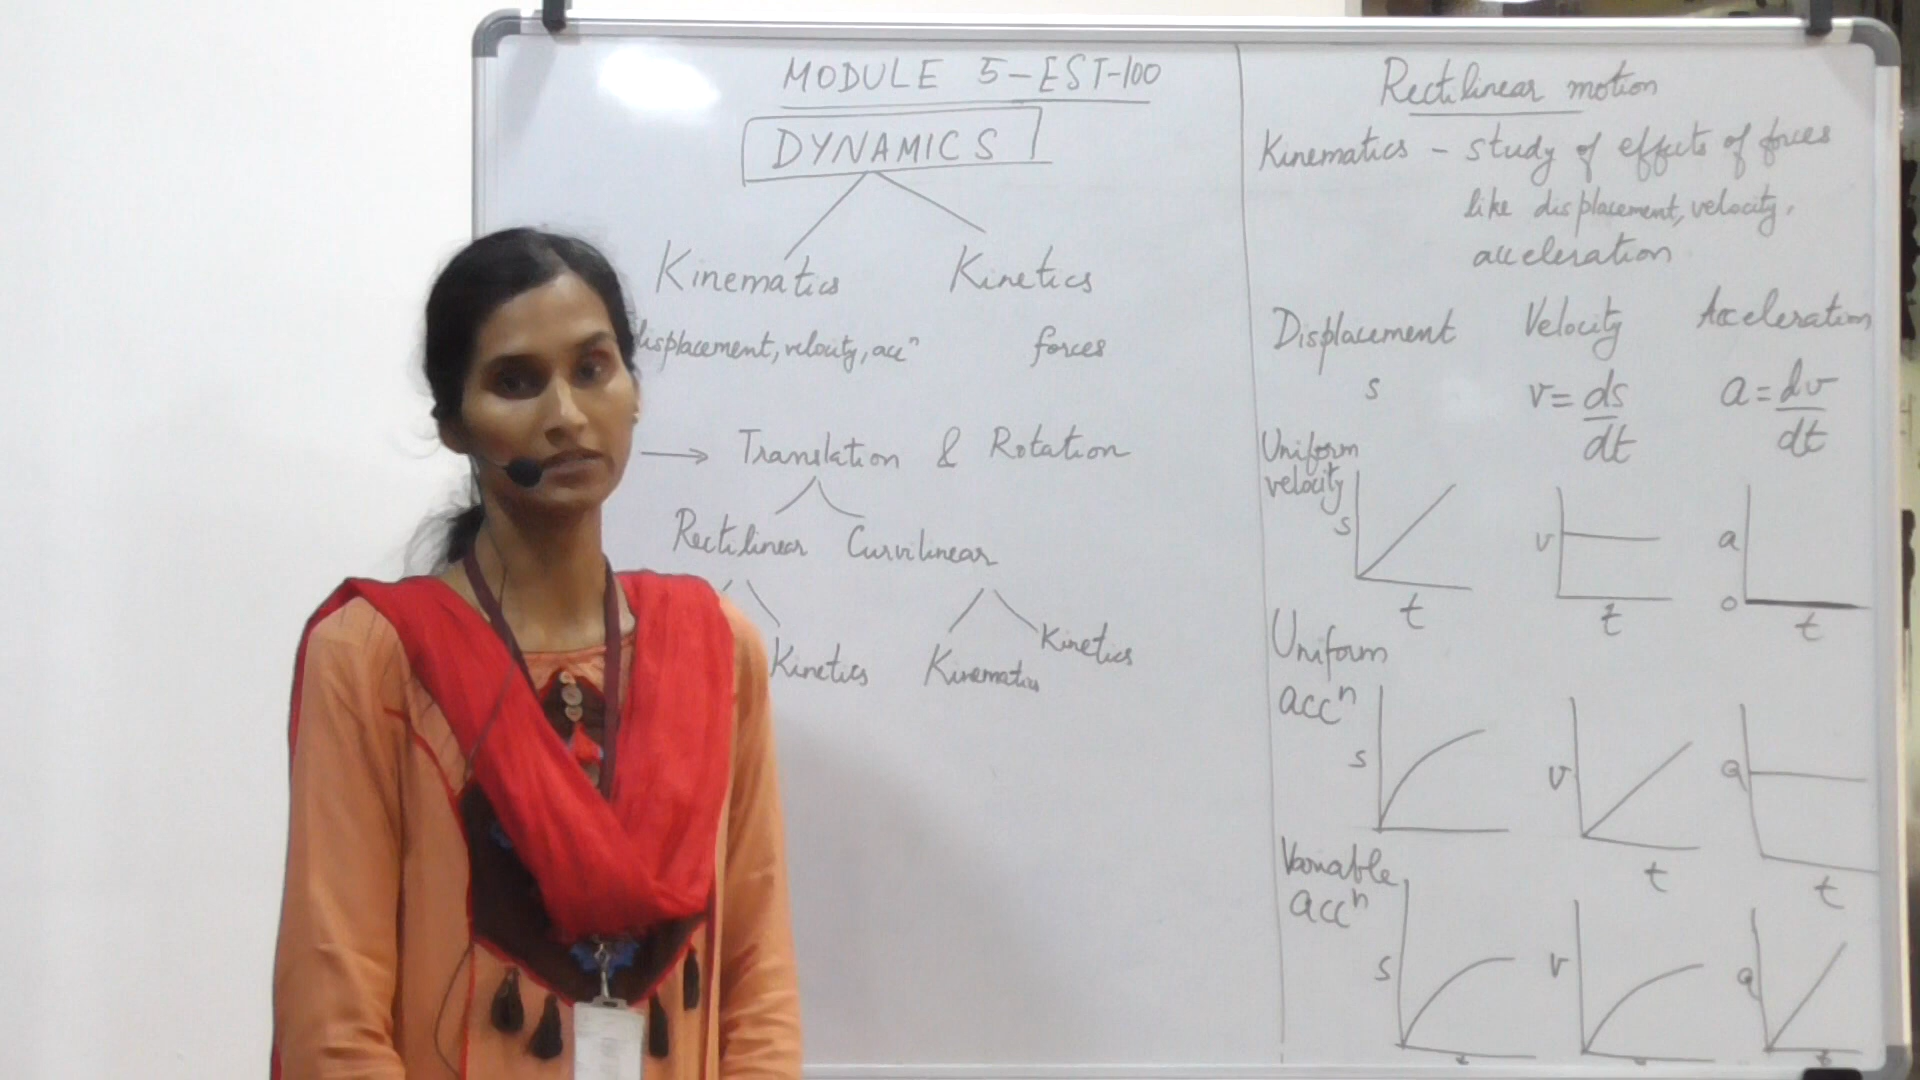 MODULE 5-EST-100
DYNAMICS
Kinematics Kinetics
displacement, velocity, accⁿ forces
→ Translation & Rotation
Rectilinear Curvilinear
Kinetics Kinematics Kinetics
Rectilinear motion
Kinematics - study of effects of forces
like displacement, velocity,
acceleration
Displacement Velocity Acceleration
s v = ds/dt a = dv/dt
Uniform
velocity
s t v t a 0 t
Uniform
accⁿ
s v t a t
Variable
accⁿ
s t v t a t